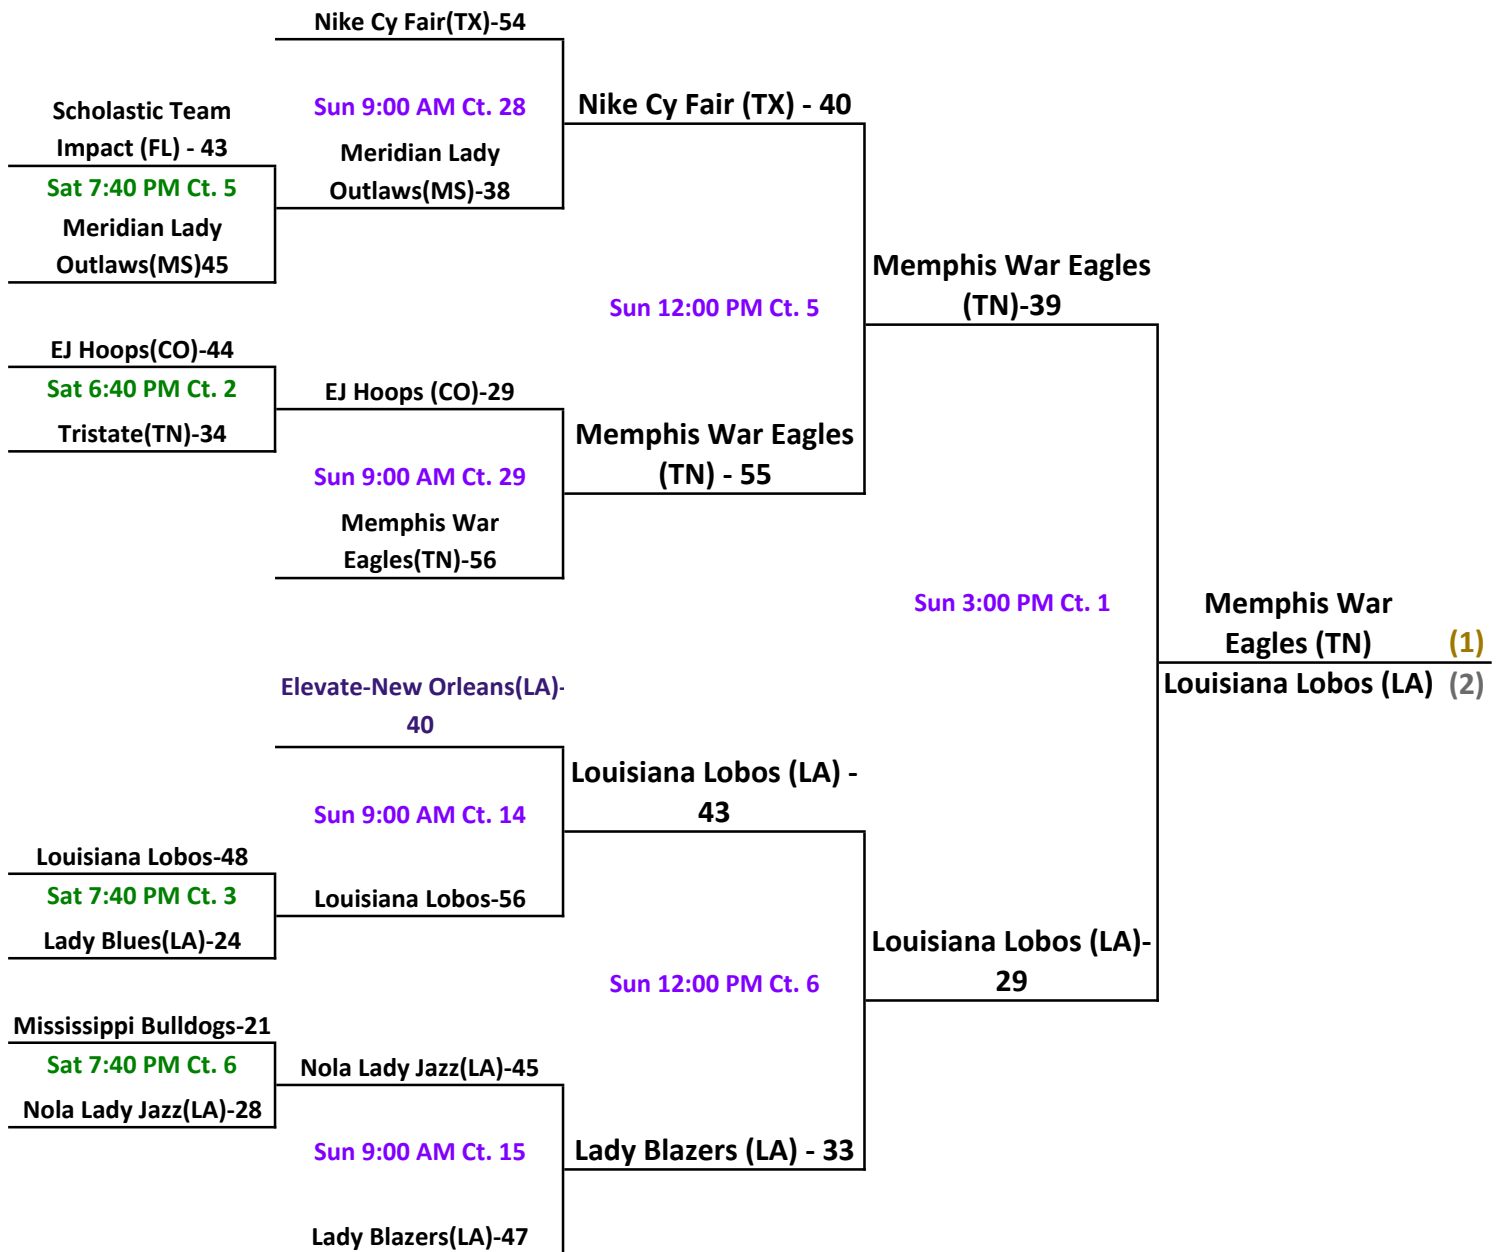 Nike Cy Fair(TX)-54
Sun 9:00 AM Ct. 28
Nike Cy Fair (TX) - 40
Scholastic Team
Impact (FL) - 43
Meridian Lady
Outlaws(MS)-38
Sat 7:40 PM Ct. 5
Meridian Lady
Outlaws(MS)45
Memphis War Eagles
(TN)-39
Sun 12:00 PM Ct. 5
EJ Hoops(CO)-44
Sat 6:40 PM Ct. 2
Tristate(TN)-34
EJ Hoops (CO)-29
Memphis War Eagles
(TN) - 55
Sun 9:00 AM Ct. 29
Memphis War
Eagles(TN)-56
Sun 3:00 PM Ct. 1
Memphis War
Eagles (TN) (1)
Louisiana Lobos (LA) (2)
Elevate-New Orleans(LA)-
40
Louisiana Lobos (LA) -
43
Sun 9:00 AM Ct. 14
Louisiana Lobos-48
Sat 7:40 PM Ct. 3
Lady Blues(LA)-24
Louisiana Lobos-56
Louisiana Lobos (LA)-
29
Sun 12:00 PM Ct. 6
Mississippi Bulldogs-21
Sat 7:40 PM Ct. 6
Nola Lady Jazz(LA)-28
Nola Lady Jazz(LA)-45
Sun 9:00 AM Ct. 15
Lady Blazers (LA) - 33
Lady Blazers(LA)-47